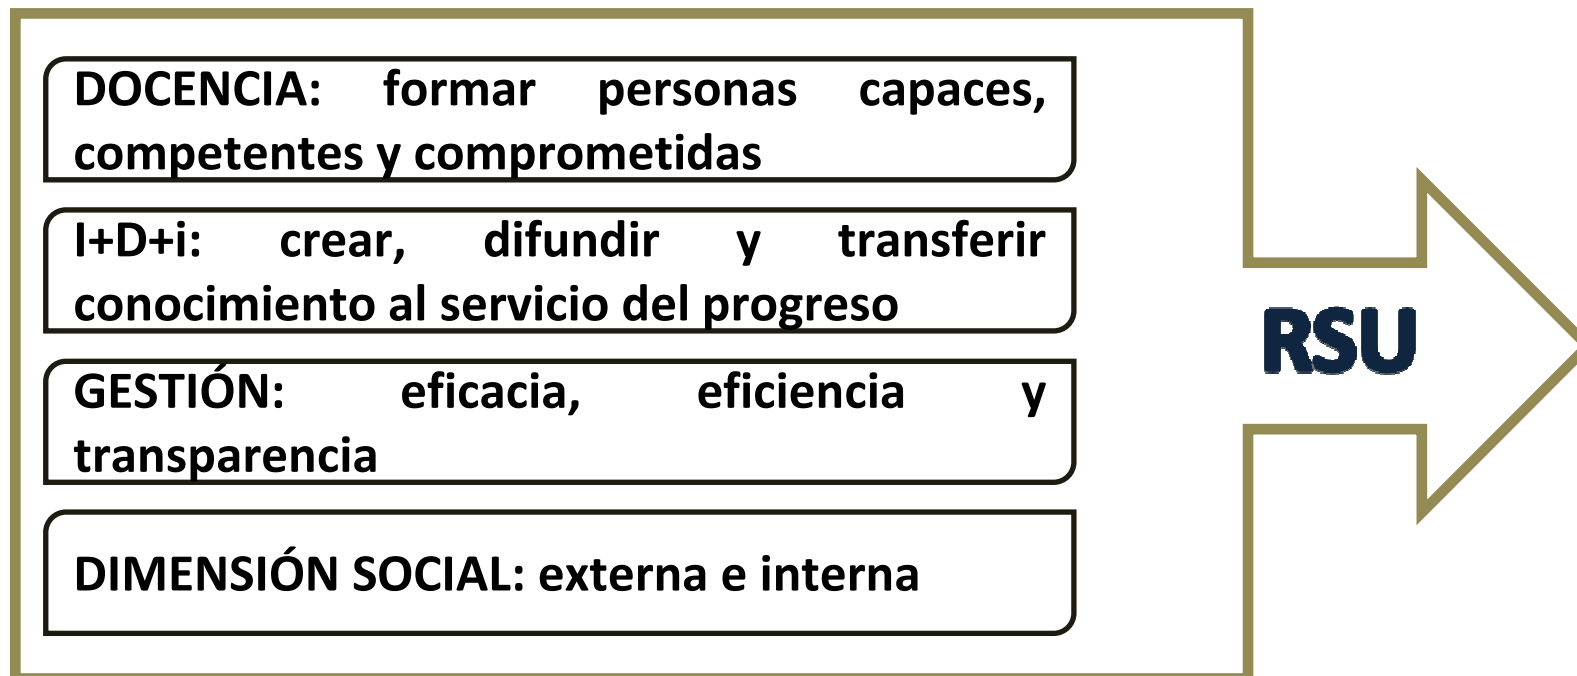 DOCENCIA: formar personas capaces,
competentes y comprometidas
I+D+i: crear, difundir y transferir
conocimiento al servicio del progreso
GESTIÓN: eficacia, eficiencia y
transparencia
DIMENSIÓN SOCIAL: externa e interna
RSU